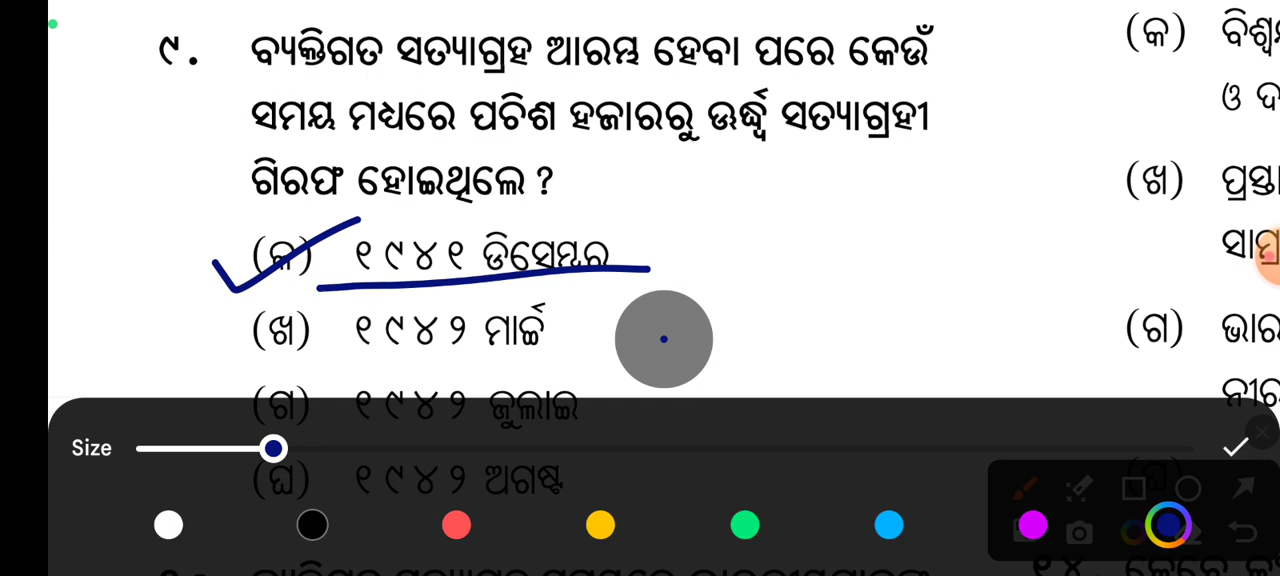 ୯. ବ୍ୟକ୍ତିଗତ ସତ୍ୟାଗ୍ରହ ଆରମ୍ଭ ହେବା ପରେ କେଉଁ
ସମୟ ମଧ୍ୟରେ ପଚିଶ ହଜାରରୁ ଊର୍ଦ୍ଧ୍ୱ ସତ୍ୟାଗ୍ରହୀ
ଗିରଫ ହୋଇଥିଲେ ?
(କ) ୧୯୪୧ ଡିସେମ୍ବର
(ଖ) ୧୯୪୨ ମାର୍ଚ୍ଚ
(ଗ) ୧୯୪୨ ଜୁଲାଇ
(ଘ) ୧୯୪୨ ଅଗଷ୍ଟ
(କ)
ଓ
(ଖ)
(ଗ)
(ଘ)
Size